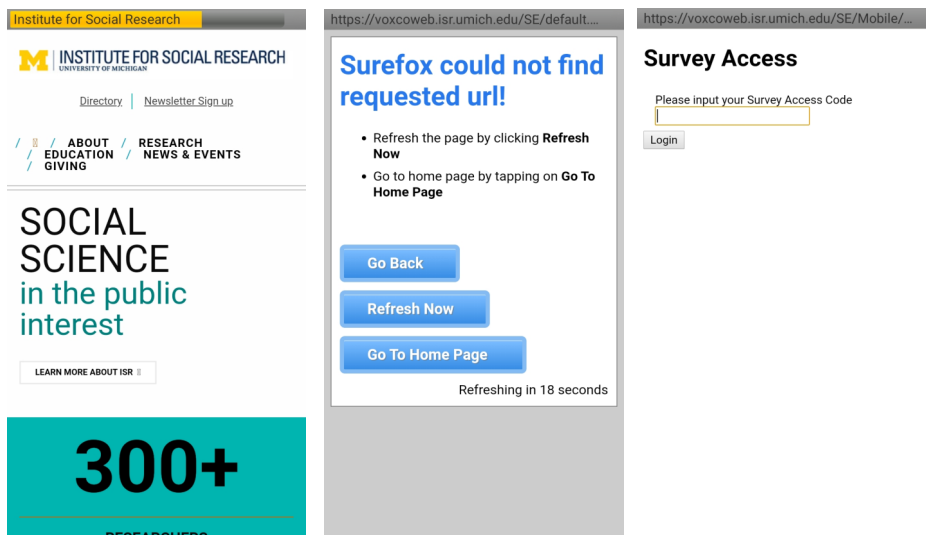 Institute for Social Research
M INSTITUTE FOR SOCIAL RESEARCH
UNIVERSITY OF MICHIGAN
Directory Newsletter Sign up
/ / ABOUT / RESEARCH
/ EDUCATION / NEWS & EVENTS
/ GIVING
SOCIAL
SCIENCE
in the public
interest
LEARN MORE ABOUT ISR
300+
RESEARCHERS
https://voxcoweb.isr.umich.edu/SE/default....
Surefox could not find
requested url!
• Refresh the page by clicking Refresh
Now
• Go to home page by tapping on Go To
Home Page
Go Back
Refresh Now
Go To Home Page
Refreshing in 18 seconds
https://voxcoweb.isr.umich.edu/SE/Mobile/...
Survey Access
Please input your Survey Access Code
Login